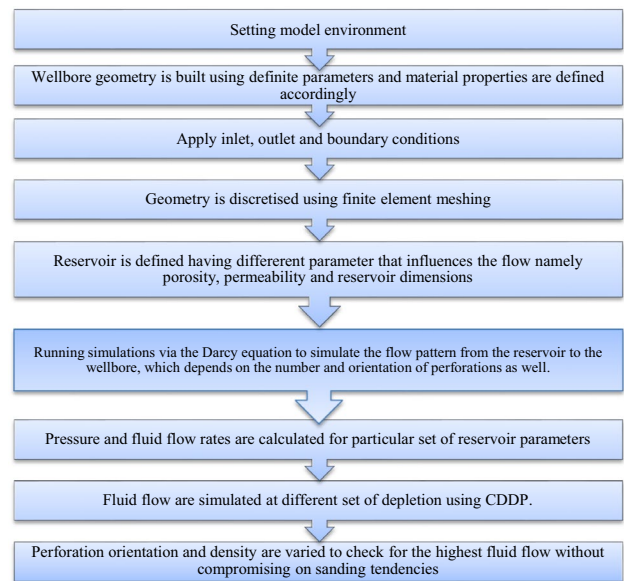 Setting model environment
Wellbore geometry is built using definite parameters and material properties are defined
accordingly
Apply inlet, outlet and boundary conditions
Geometry is discretised using finite element meshing
Reservoir is defined having differerent parameter that influences the flow namely
porosity, permeability and reservoir dimensions
Running simulations via the Darcy equation to simulate the flow pattern from the reservoir to the
wellbore, which depends on the number and orientation of perforations as well.
Pressure and fluid flow rates are calculated for particular set of reservoir parameters
Fluid flow are simulated at different set of depletion using CDDP.
Perforation orientation and density are varied to check for the highest fluid flow without
compromising on sanding tendencies